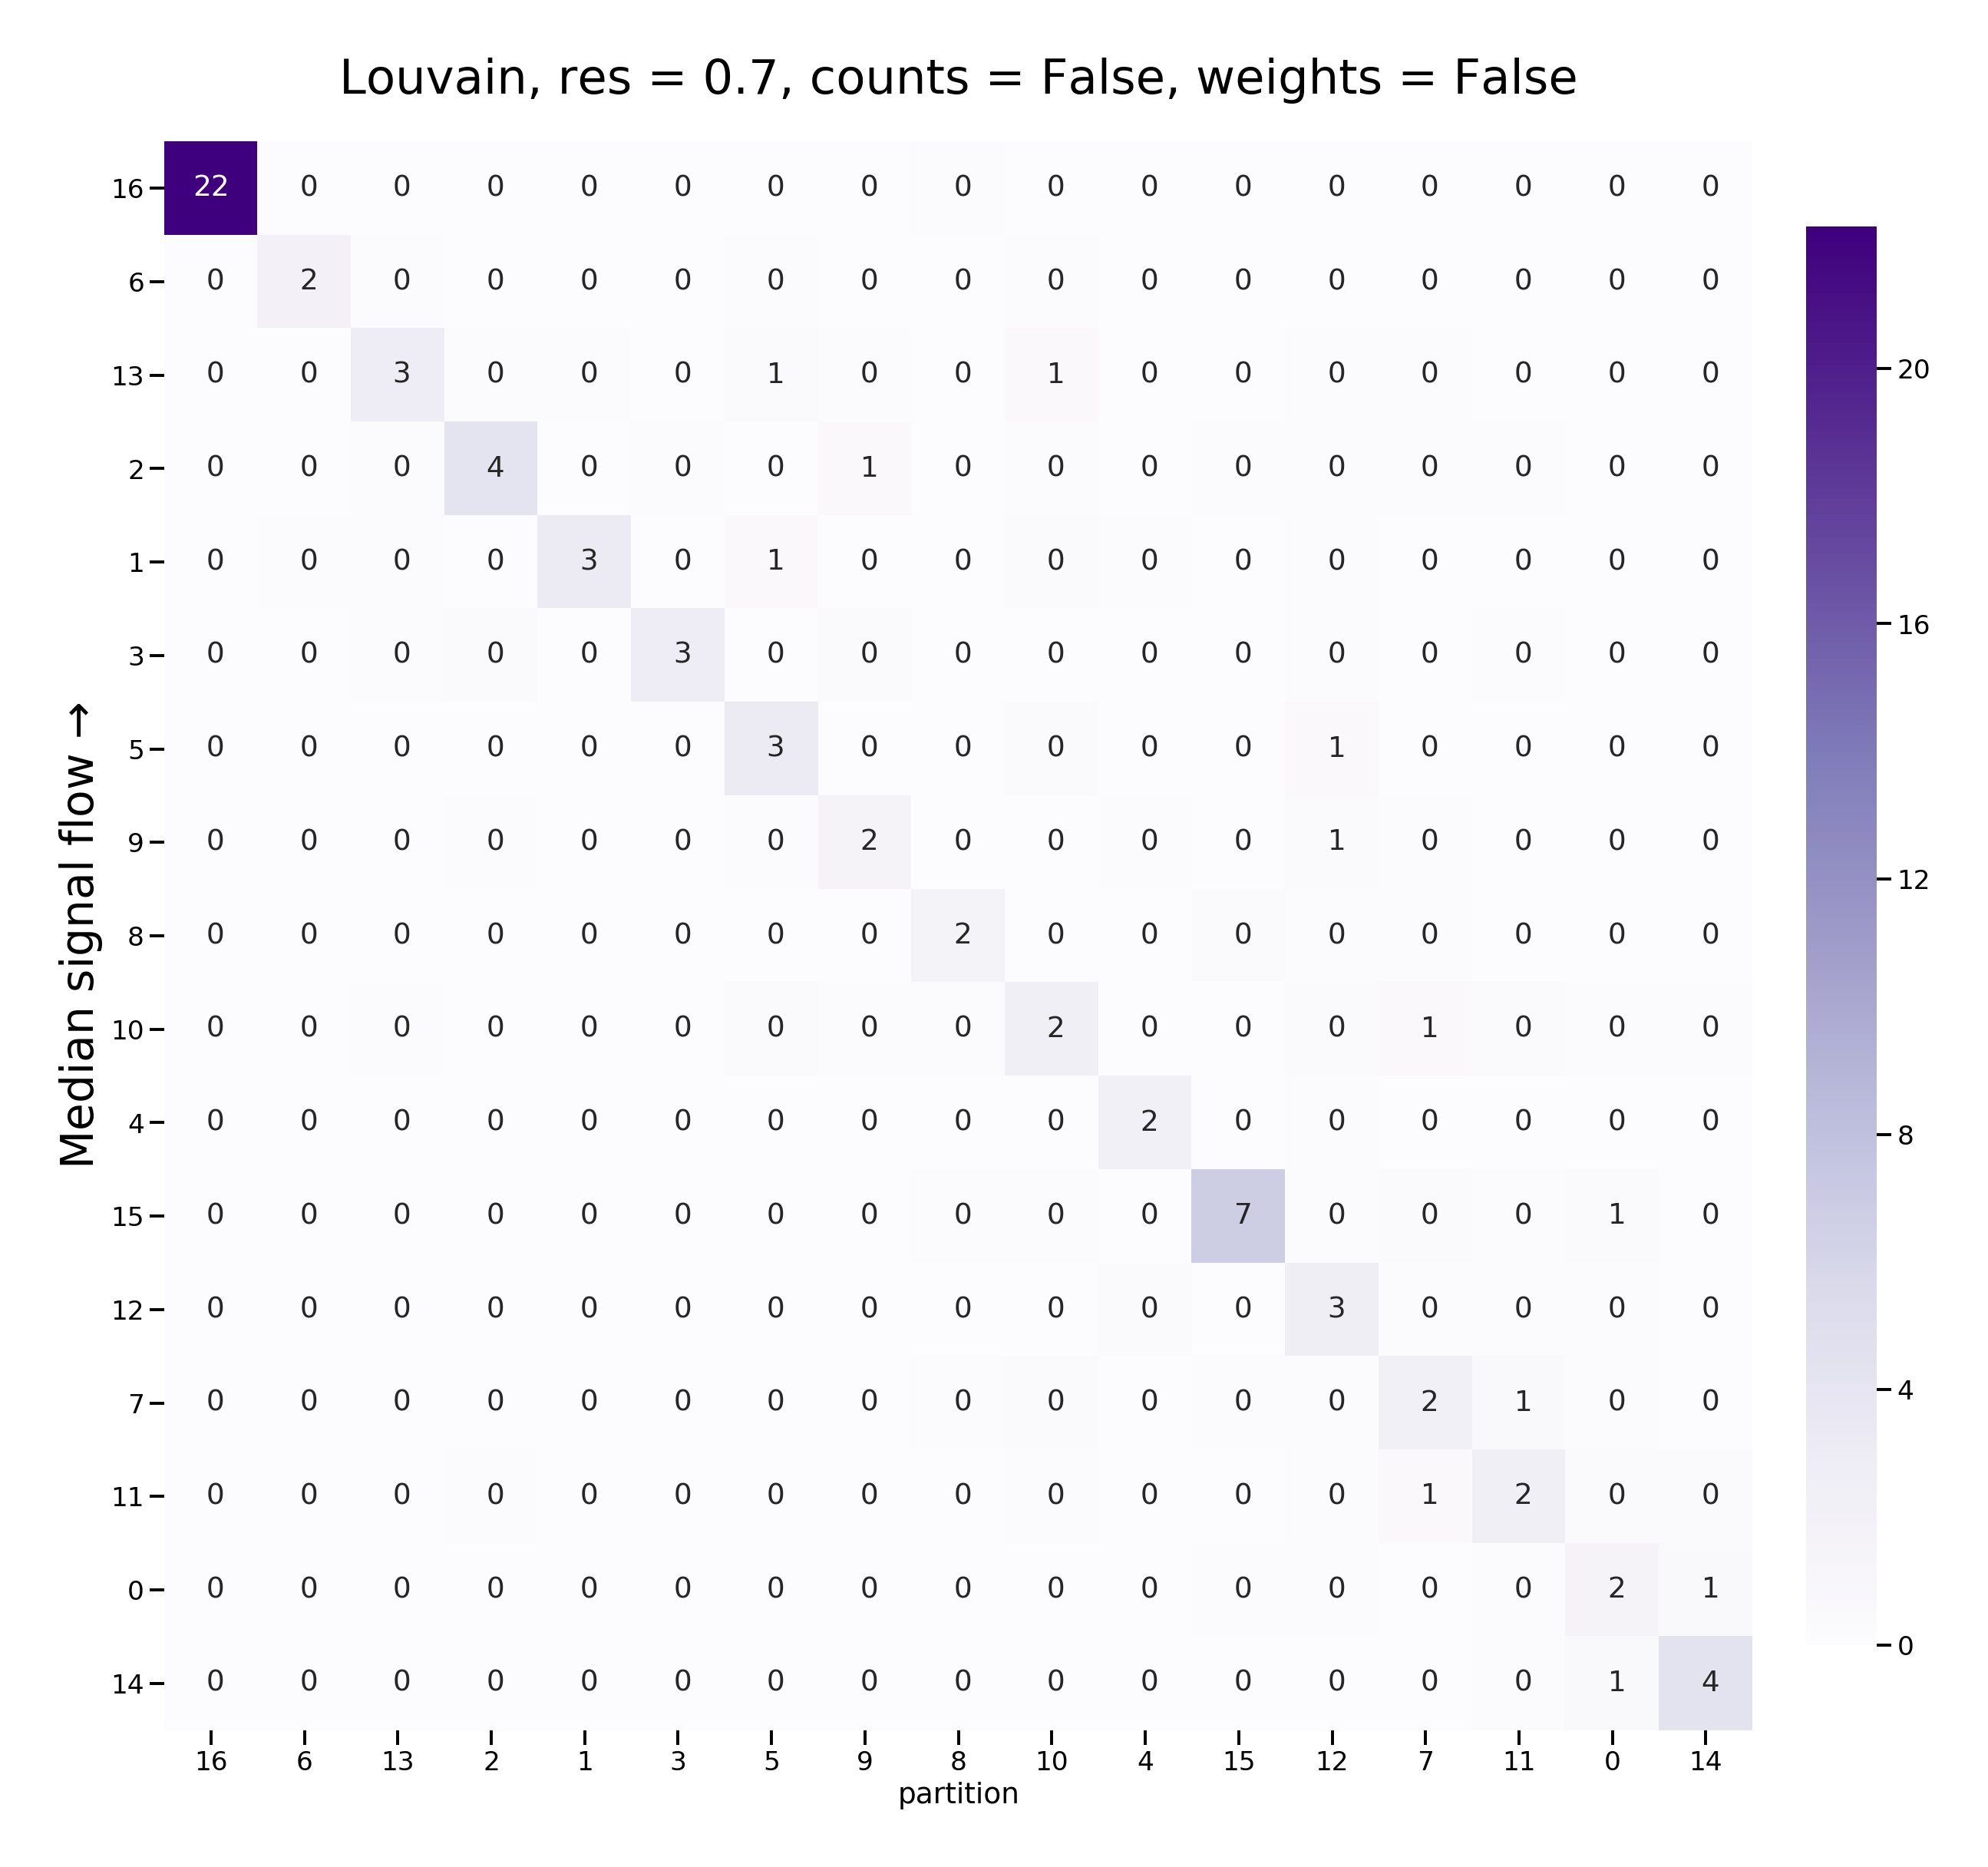 Louvain, res = 0.7, counts = False, weights = False
Median signal flow →
16 22 0 0 0 0 0 0 0 0 0 0 0 0 0 0 0 0
6 0 2 0 0 0 0 0 0 0 0 0 0 0 0 0 0 0
13 0 0 3 0 0 0 1 0 0 1 0 0 0 0 0 0 0
2 0 0 0 4 0 0 0 1 0 0 0 0 0 0 0 0 0
1 0 0 0 0 3 0 1 0 0 0 0 0 0 0 0 0 0
3 0 0 0 0 0 3 0 0 0 0 0 0 0 0 0 0 0
5 0 0 0 0 0 0 3 0 0 0 0 0 1 0 0 0 0
9 0 0 0 0 0 0 0 2 0 0 0 0 1 0 0 0 0
8 0 0 0 0 0 0 0 0 2 0 0 0 0 0 0 0 0
10 0 0 0 0 0 0 0 0 0 2 0 0 0 1 0 0 0
4 0 0 0 0 0 0 0 0 0 0 2 0 0 0 0 0 0
15 0 0 0 0 0 0 0 0 0 0 0 7 0 0 0 1 0
12 0 0 0 0 0 0 0 0 0 0 0 0 3 0 0 0 0
7 0 0 0 0 0 0 0 0 0 0 0 0 0 2 1 0 0
11 0 0 0 0 0 0 0 0 0 0 0 0 0 1 2 0 0
0 0 0 0 0 0 0 0 0 0 0 0 0 0 0 0 2 1
14 0 0 0 0 0 0 0 0 0 0 0 0 0 0 0 1 4
16 6 13 2 1 3 5 9 8 10 4 15 12 7 11 0 14
partition
20
16
12
8
4
0